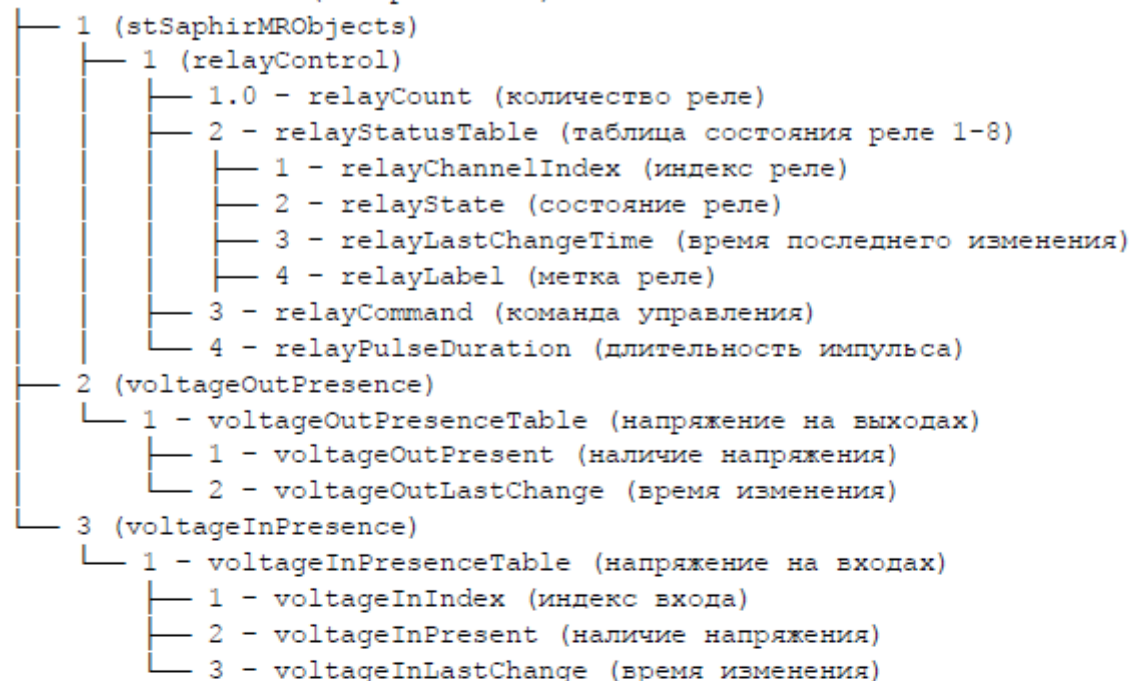 1 (stSaphirMRObjects)
1 (relayControl)
1.0 - relayCount (количество реле)
2 - relayStatusTable (таблица состояния реле 1-8)
1 - relayChannelIndex (индекс реле)
2 - relayState (состояние реле)
3 - relayLastChangeTime (время последнего изменения)
4 - relayLabel (метка реле)
3 - relayCommand (команда управления)
4 - relayPulseDuration (длительность импульса)
2 (voltageOutPresence)
1 - voltageOutPresenceTable (напряжение на выходах)
1 - voltageOutPresent (наличие напряжения)
2 - voltageOutLastChange (время изменения)
3 (voltageInPresence)
1 - voltageInPresenceTable (напряжение на входах)
1 - voltageInIndex (индекс входа)
2 - voltageInPresent (наличие напряжения)
3 - voltageInLastChange (время изменения)